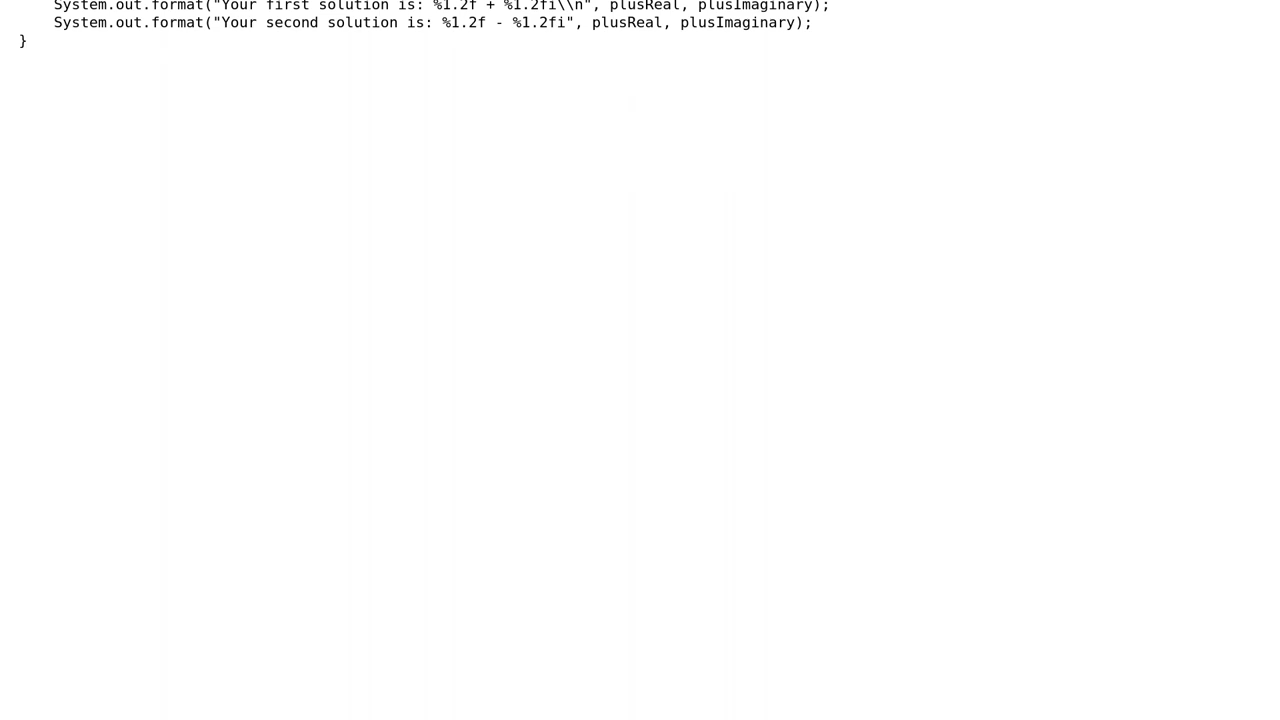 System.out.format("Your first solution is: %1.2f + %1.2fi\\n", plusReal, plusImaginary);
System.out.format("Your second solution is: %1.2f - %1.2fi", plusReal, plusImaginary);
}